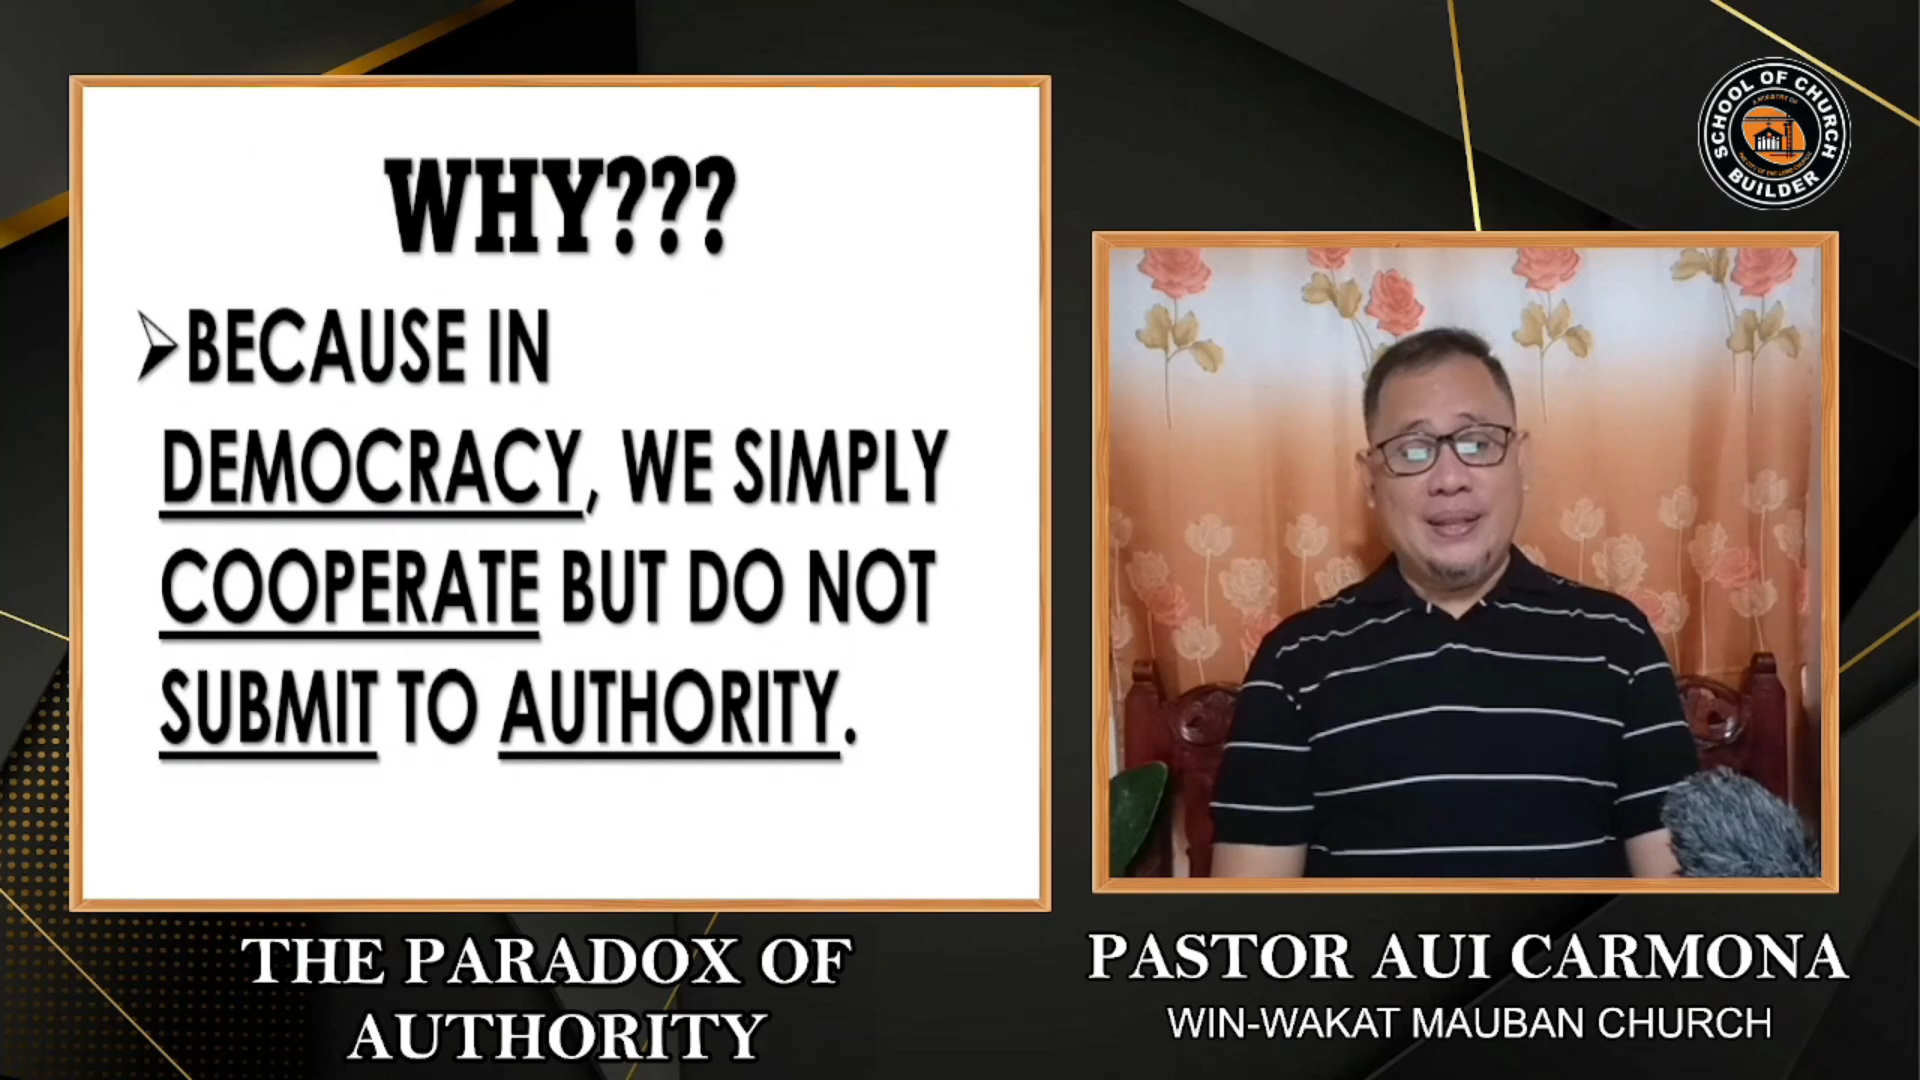 WHY???
➢BECAUSE IN
DEMOCRACY, WE SIMPLY
COOPERATE BUT DO NOT
SUBMIT TO AUTHORITY.
THE PARADOX OF
AUTHORITY
SCHOOL OF CHURCH
BUILDER
PASTOR AUI CARMONA
WIN-WAKAT MAUBAN CHURCH